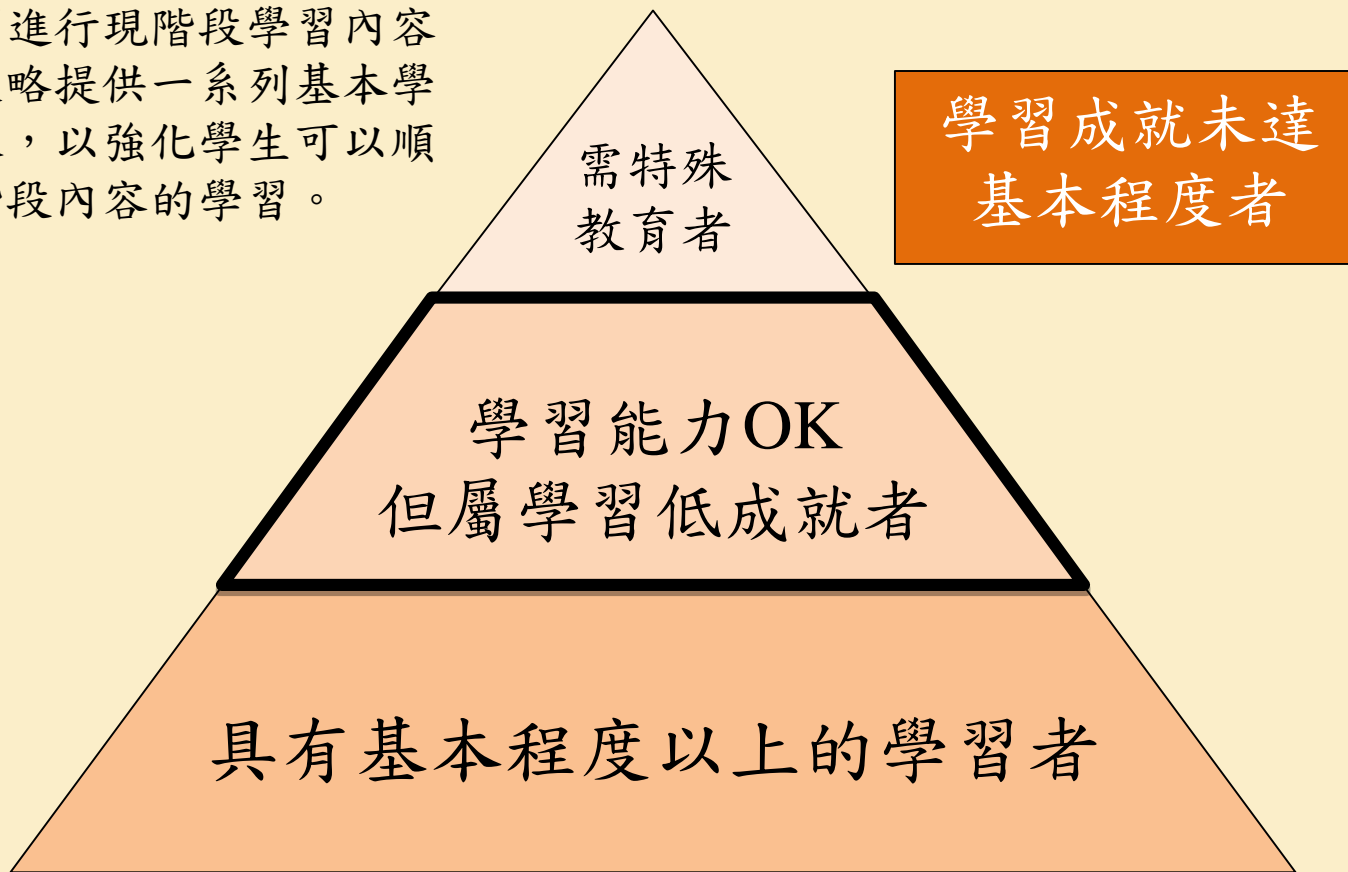 進行現階段學習內容
略提供一系列基本學
，以強化學生可以順
段內容的學習。
學習成就未達
基本程度者
需特殊
教育者
學習能力OK
但屬學習低成就者
具有基本程度以上的學習者